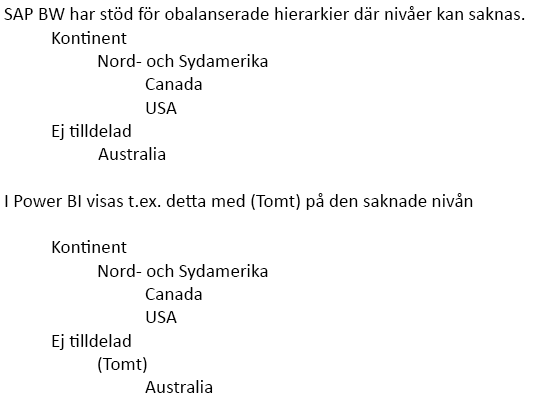 SAP BW har stöd för obalanserade hierarkier där nivåer kan saknas.
Kontinent
Nord- och Sydamerika
Canada
USA
Ej tilldelad
Australia
I Power BI visas t.ex. detta med (Tomt) på den saknade nivån
Kontinent
Nord- och Sydamerika
Canada
USA
Ej tilldelad
(Tomt)
Australia